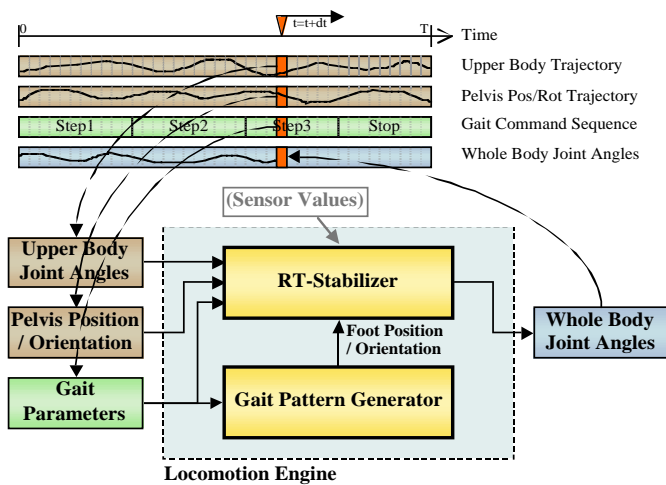 t=t+dt
0
T
Time
Upper Body Trajectory
Pelvis Pos/Rot Trajectory
Step1 Step2 Step3 Stop
Gait Command Sequence
Whole Body Joint Angles
(Sensor Values)
Upper Body
Joint Angles
RT-Stabilizer
Pelvis Position
/ Orientation
Foot Position
/ Orientation
Whole Body
Joint Angles
Gait
Parameters
Gait Pattern Generator
Locomotion Engine